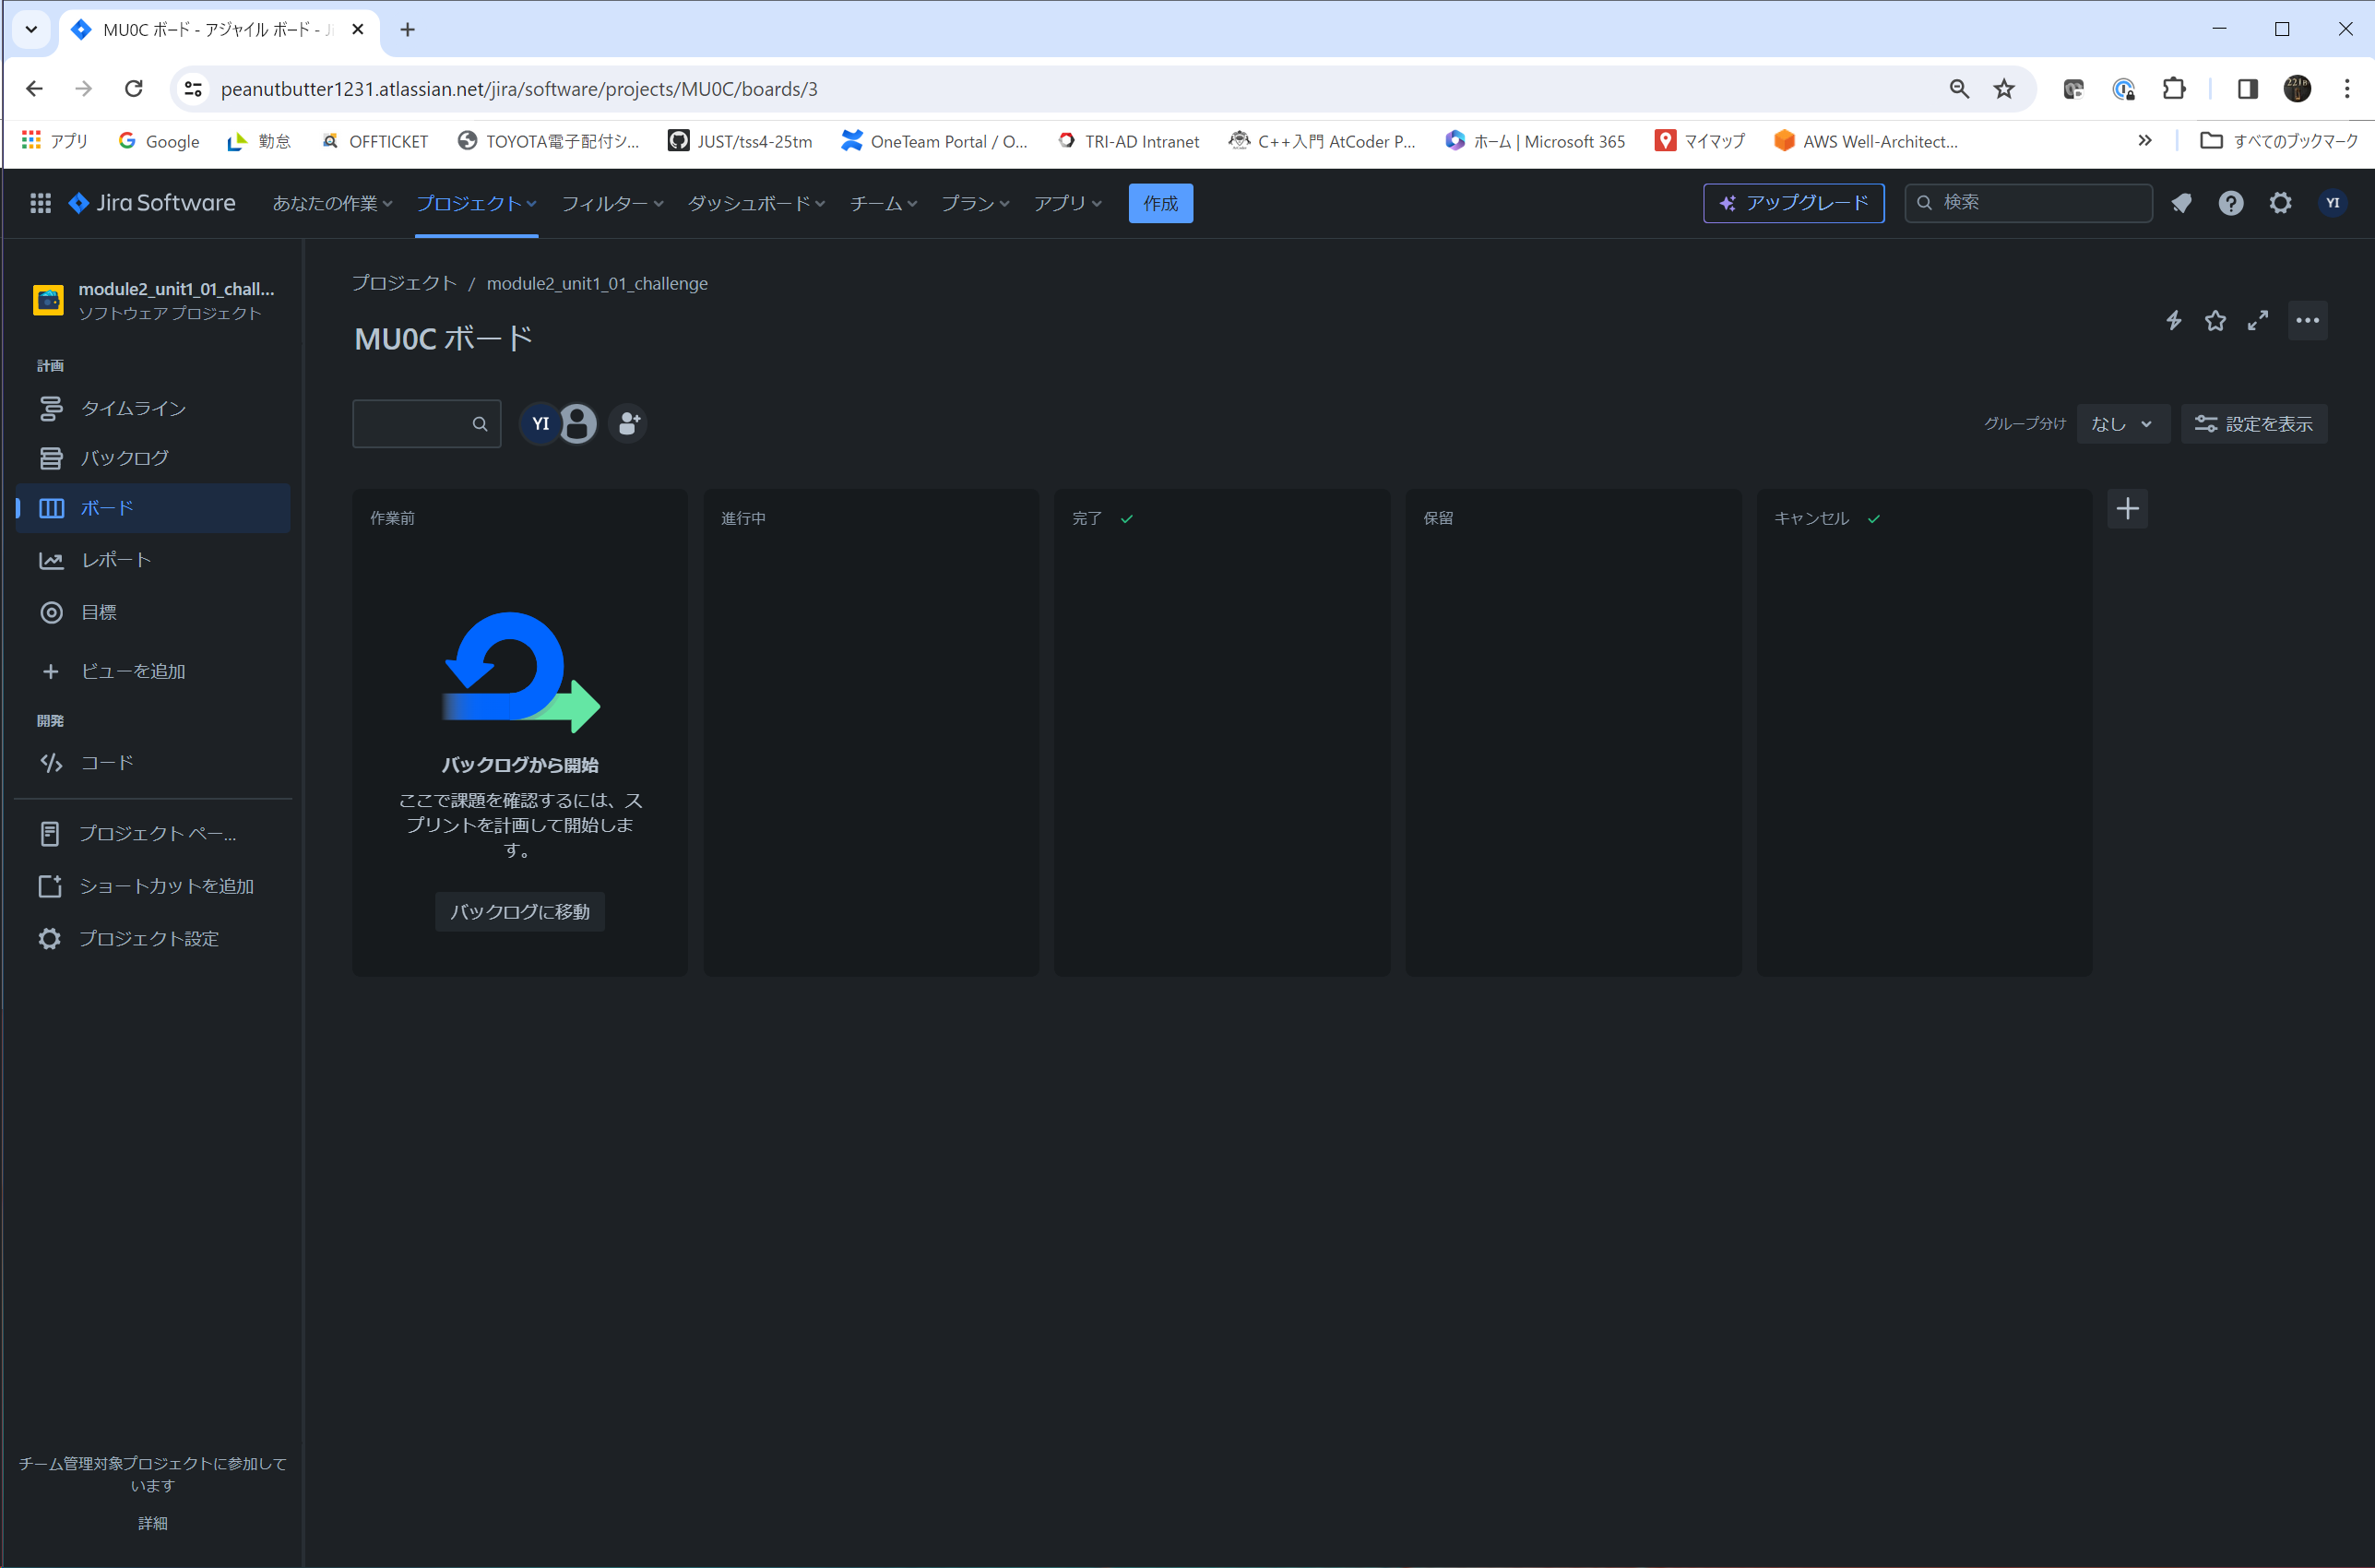 MU0C ボード - アジャイル ボード - Ji
peanutbutter1231.atlassian.net/jira/software/projects/MU0C/boards/3
アプリ Google 勤怠 OFFTICKET TOYOTA電子配付シ... JUST/tss4-25tm OneTeam Portal / O... TRI-AD Intranet C++入門 AtCoder P... ホーム | Microsoft 365 マイマップ AWS Well-Architect... すべてのブックマーク
Jira Software あなたの作業 プロジェクト フィルター ダッシュボード チーム プラン アプリ 作成 アップグレード 検索 YI
module2_unit1_01_chall...
ソフトウェア プロジェクト
計画
タイムライン
バックログ
ボード
レポート
目標
ビューを追加
開発
コード
プロジェクト ペー...
ショートカットを追加
プロジェクト設定
チーム管理対象プロジェクトに参加して
います
詳細
プロジェクト / module2_unit1_01_challenge
MU0C ボード
YI グループ分け なし 設定を表示
作業前 進行中 完了 保留 キャンセル
バックログから開始
ここで課題を確認するには、ス
プリントを計画して開始しま
す。
バックログに移動